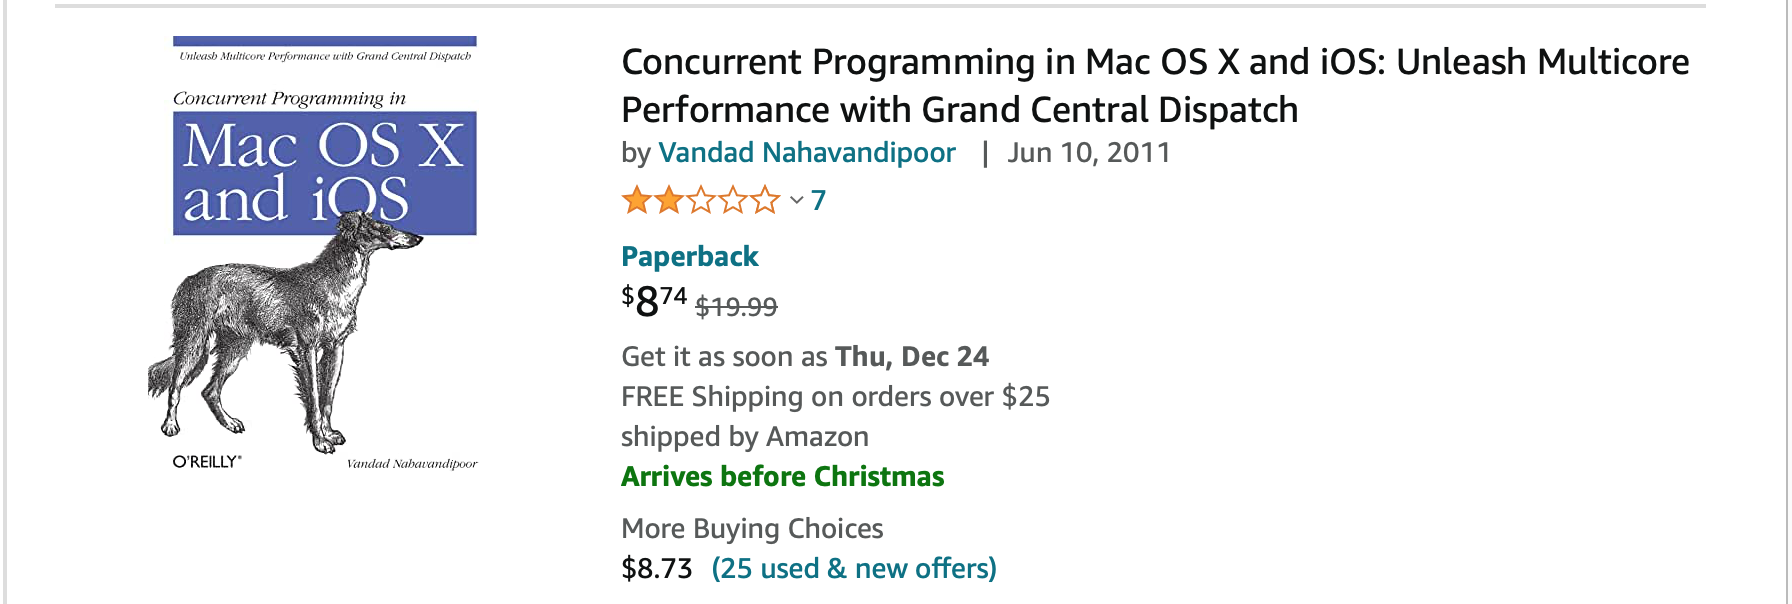 Unleash Multicore Performance with Grand Central Dispatch
Concurrent Programming in
Mac OS X
and iOS
O'REILLY®
Vandad Nahavandipoor
Concurrent Programming in Mac OS X and iOS: Unleash Multicore
Performance with Grand Central Dispatch
by Vandad Nahavandipoor | Jun 10, 2011
7
Paperback
$8.74 $19.99
Get it as soon as Thu, Dec 24
FREE Shipping on orders over $25
shipped by Amazon
Arrives before Christmas
More Buying Choices
$8.73 (25 used & new offers)